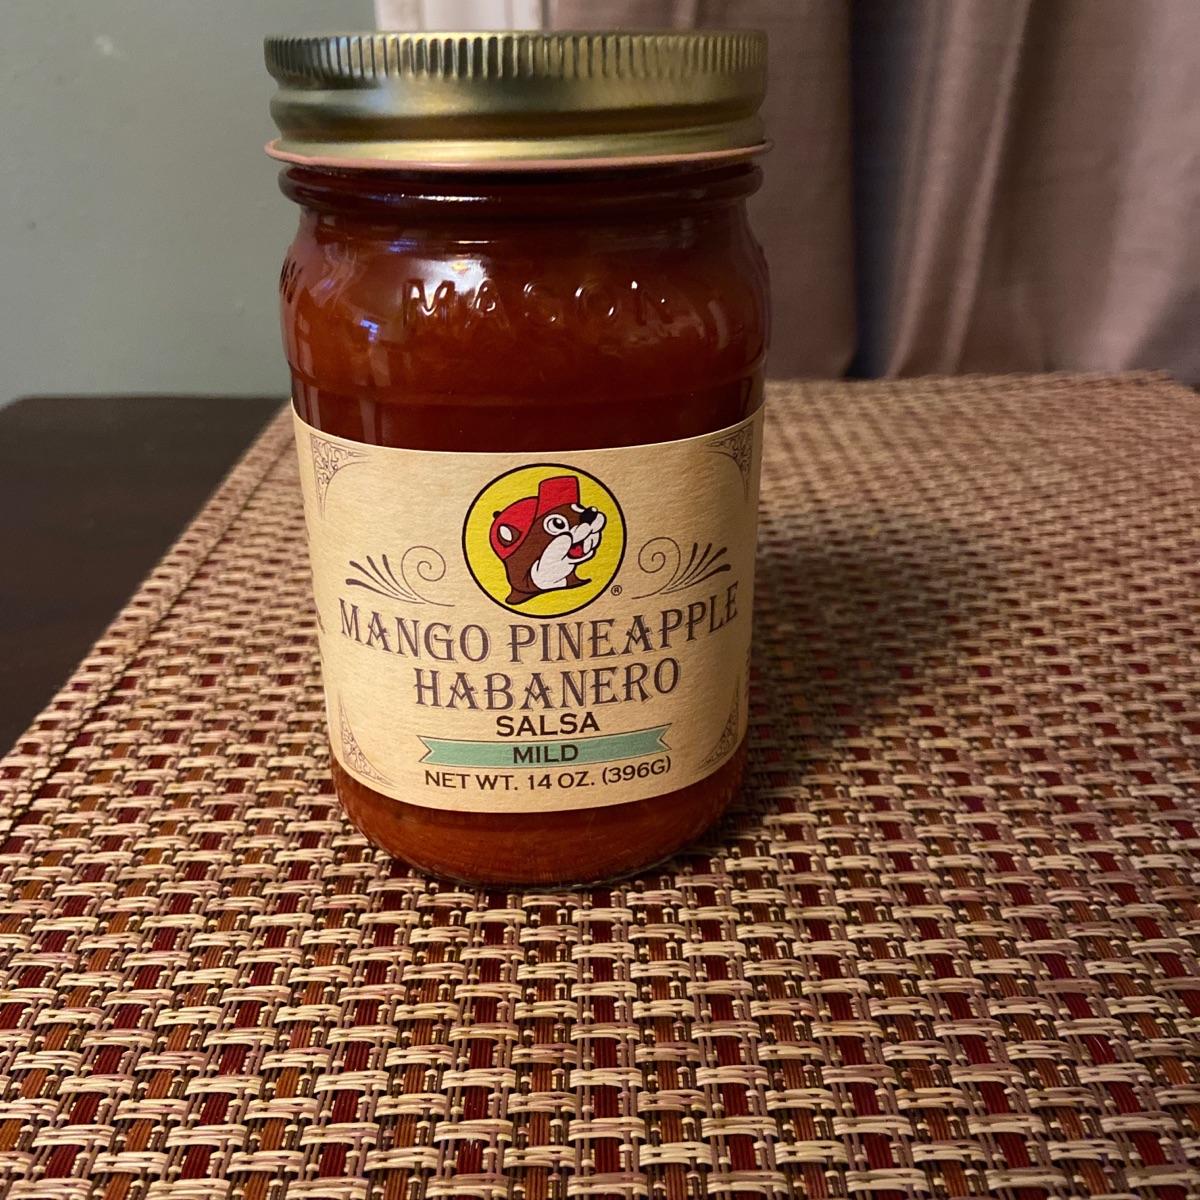 MASON
®
MANGO PINEAPPLE
HABANERO
SALSA
MILD
NET WT. 14 OZ. (396G)